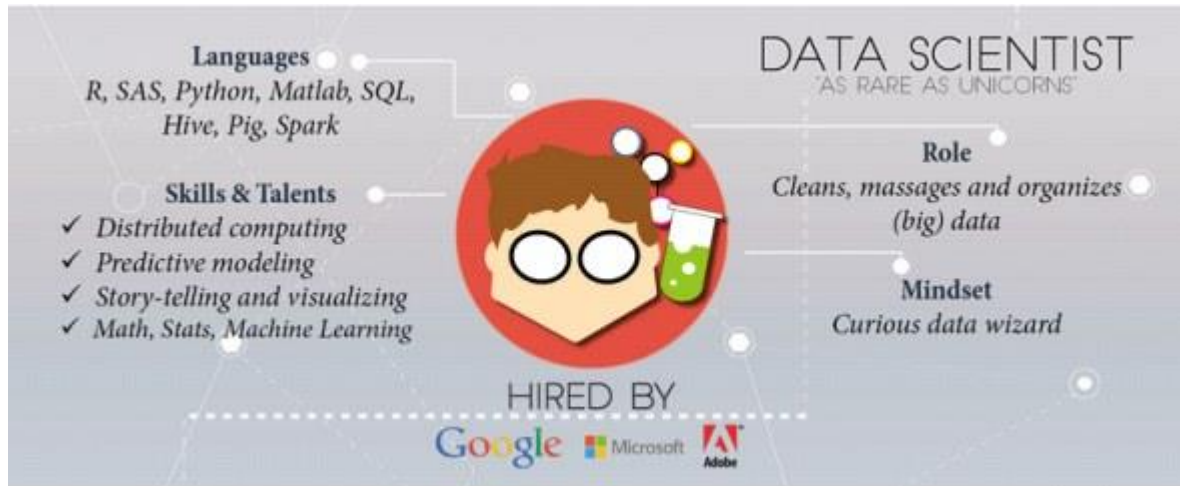 DATA SCIENTIST
"AS RARE AS UNICORNS"
Languages
R, SAS, Python, Matlab, SQL,
Hive, Pig, Spark
Skills & Talents
✓ Distributed computing
✓ Predictive modeling
✓ Story-telling and visualizing
✓ Math, Stats, Machine Learning
Role
Cleans, massages and organizes
(big) data
Mindset
Curious data wizard
HIRED BY
Google Microsoft Adobe